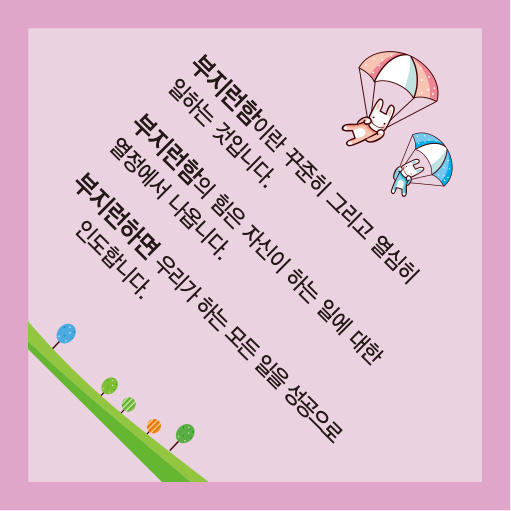 부지런함이란 꾸준히 그리고 열심히
일하는 것입니다.
부지런함의 힘은 자신이 하는 일에 대한
열정에서 나옵니다.
부지런하면 우리가 하는 모든 일을 성공으로
인도합니다.